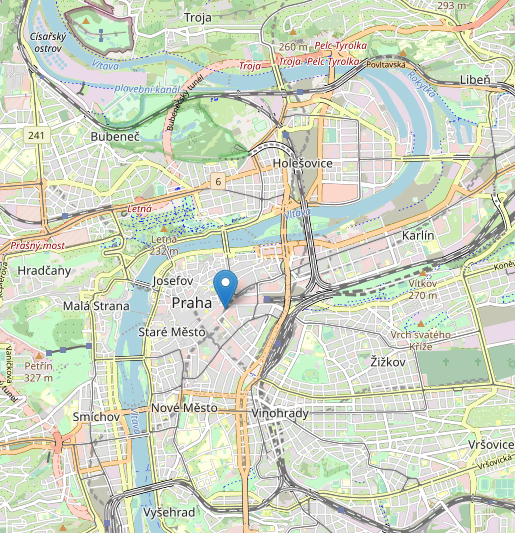 Troja
293 m
Císařský
ostrov
Pelc-Tyrolka
260 m
Vltava
Troja
Troja
Pelc-Tyrolka
Povltavská
Libeň
Rokytka
plavební kanál
Bubenečský tunel
241
Bubeneč
Holešovice
6
Letná
Vltava
Letná
232 m
Prašný most
Karlín
Hradčany
Josefov
Vítkov
270 m
Praha
Malá Strana
Staré Město
Vrch svatého
Kříže
Žižkov
Petřín
327 m
Vaníčkova
Nové Město
Vinohrady
Smíchov
Vršovice
Vršovická
Vyšehrad